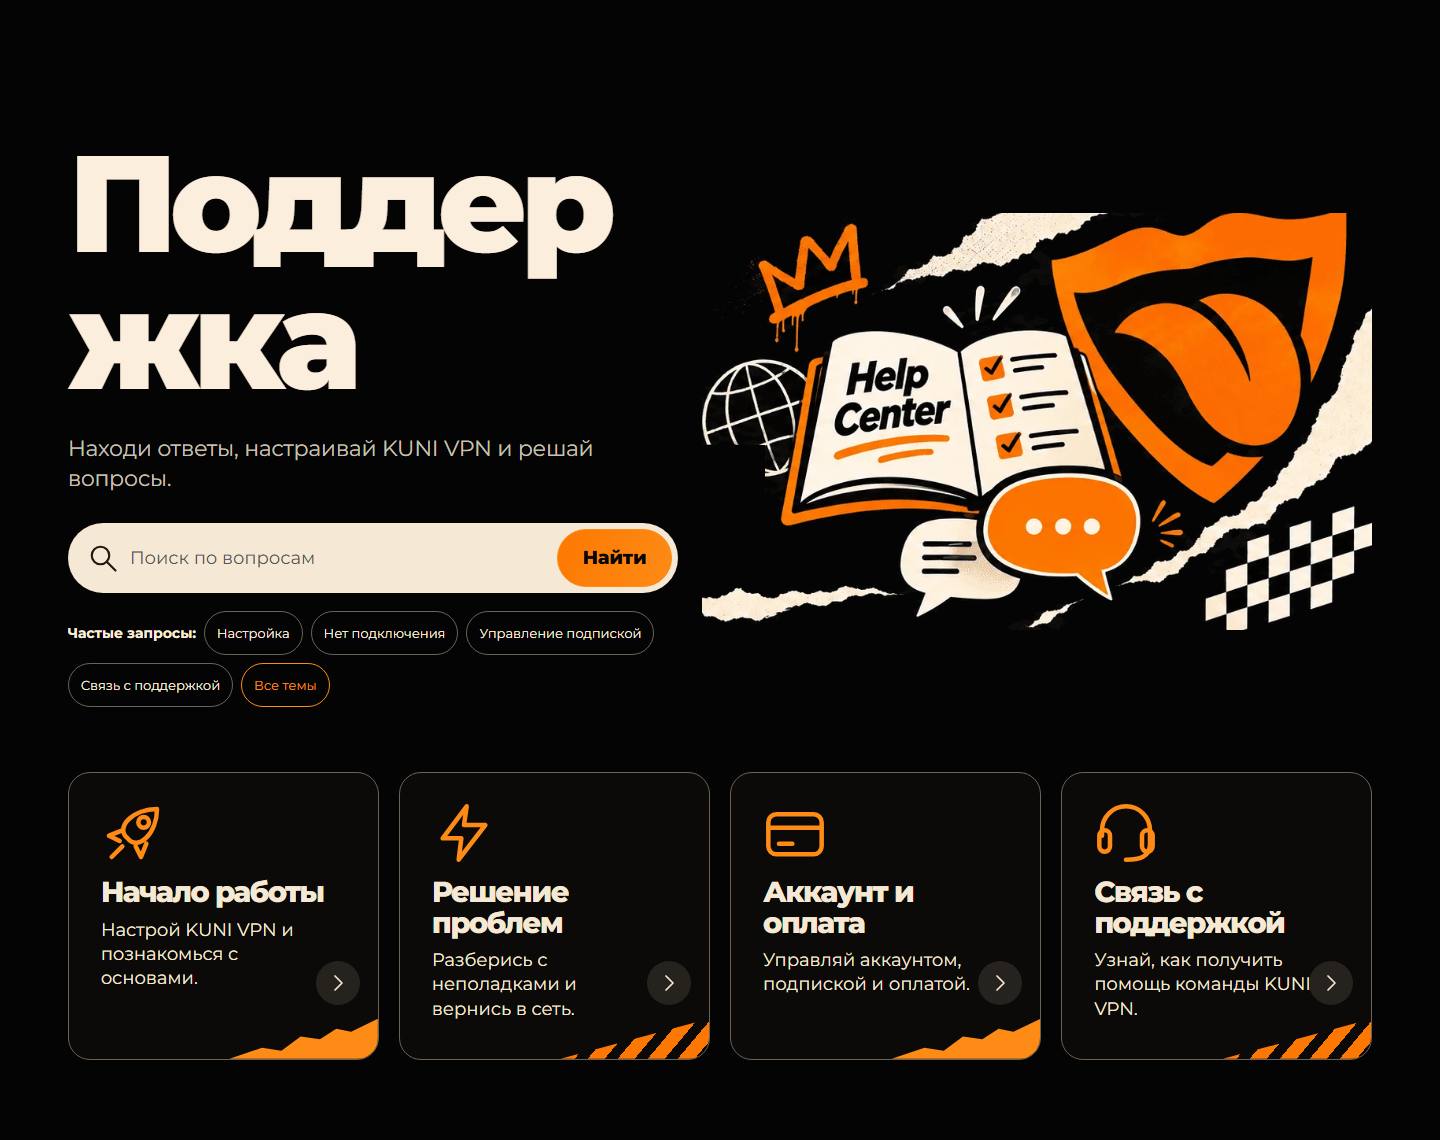 Поддер
жка
Находи ответы, настраивай KUNI VPN и решай
вопросы.
Поиск по вопросам
Найти
Частые запросы:
Настройка
Нет подключения
Управление подпиской
Связь с поддержкой
Все темы
Help
Center
Начало работы
Настрой KUNI VPN и
познакомься с
основами.
Решение
проблем
Разберись с
неполадками и
вернись в сеть.
Аккаунт и
оплата
Управляй аккаунтом,
подпиской и оплатой.
Связь с
поддержкой
Узнай, как получить
помощь команды KUNI
VPN.